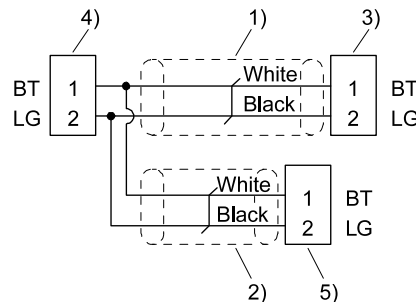 4) 1) 3)
BT 1 White 1 BT
LG 2 Black 2 LG
White 1 BT
Black 2 LG
2) 5)